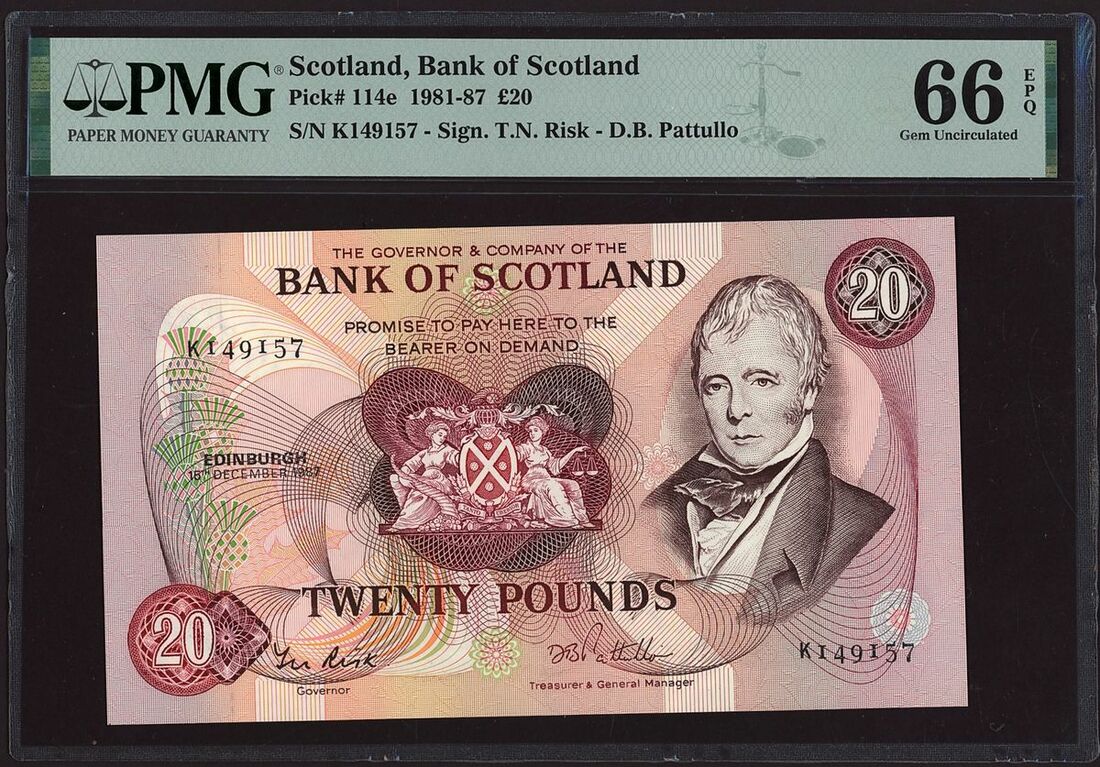 PMG®
PAPER MONEY GUARANTY
Scotland, Bank of Scotland
Pick# 114e 1981-87 £20
S/N K149157 - Sign. T.N. Risk - D.B. Pattullo
66 EPQ
Gem Uncirculated
THE GOVERNOR & COMPANY OF THE
BANK OF SCOTLAND
20
PROMISE TO PAY HERE TO THE
BEARER ON DEMAND
K149157
EDINBURGH
DECEMBER 1987
TWENTY POUNDS
20
K149157
Governor
Treasurer & General Manager